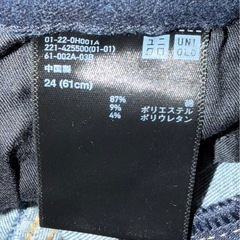 01-22-0H001A
221-425500(01-01)
61-002A-03B
中国製
24 (61cm)
ユニ
クロ
UNI
QLO
87% 綿
9% ポリエステル
4% ポリウレタン